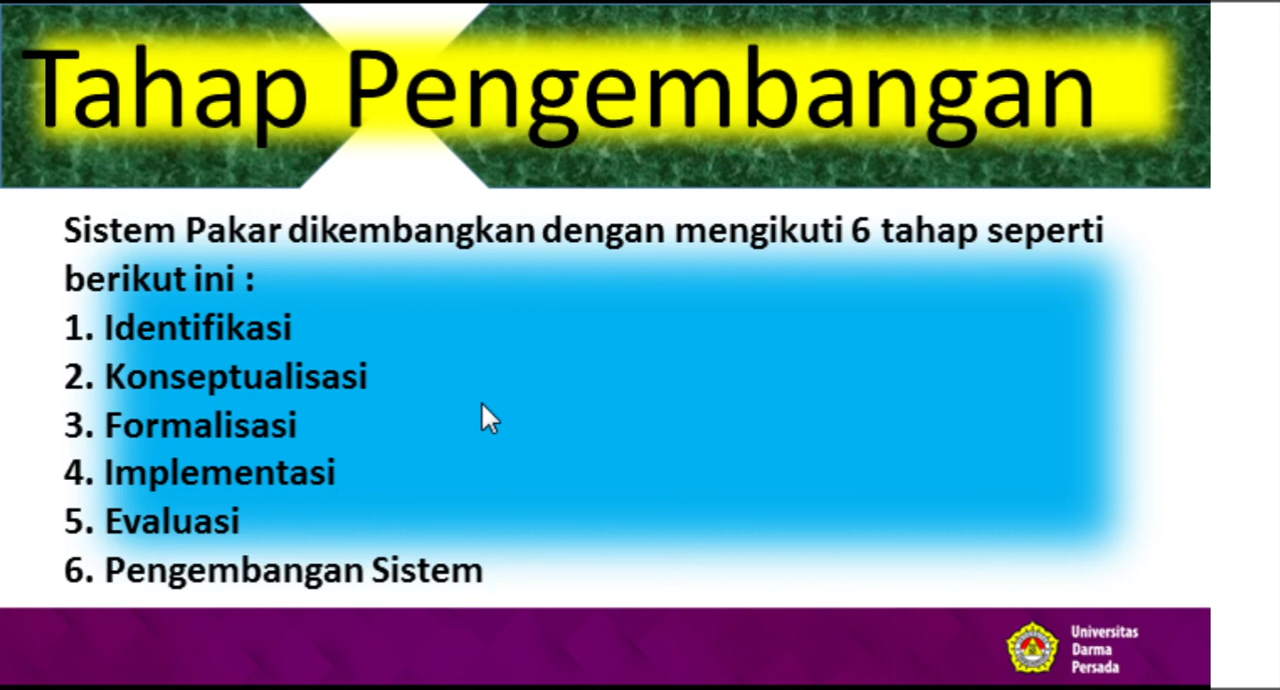 Tahap Pengembangan
Sistem Pakar dikembangkan dengan mengikuti 6 tahap seperti
berikut ini :
1. Identifikasi
2. Konseptualisasi
3. Formalisasi
4. Implementasi
5. Evaluasi
6. Pengembangan Sistem
Universitas
Darma
Persada